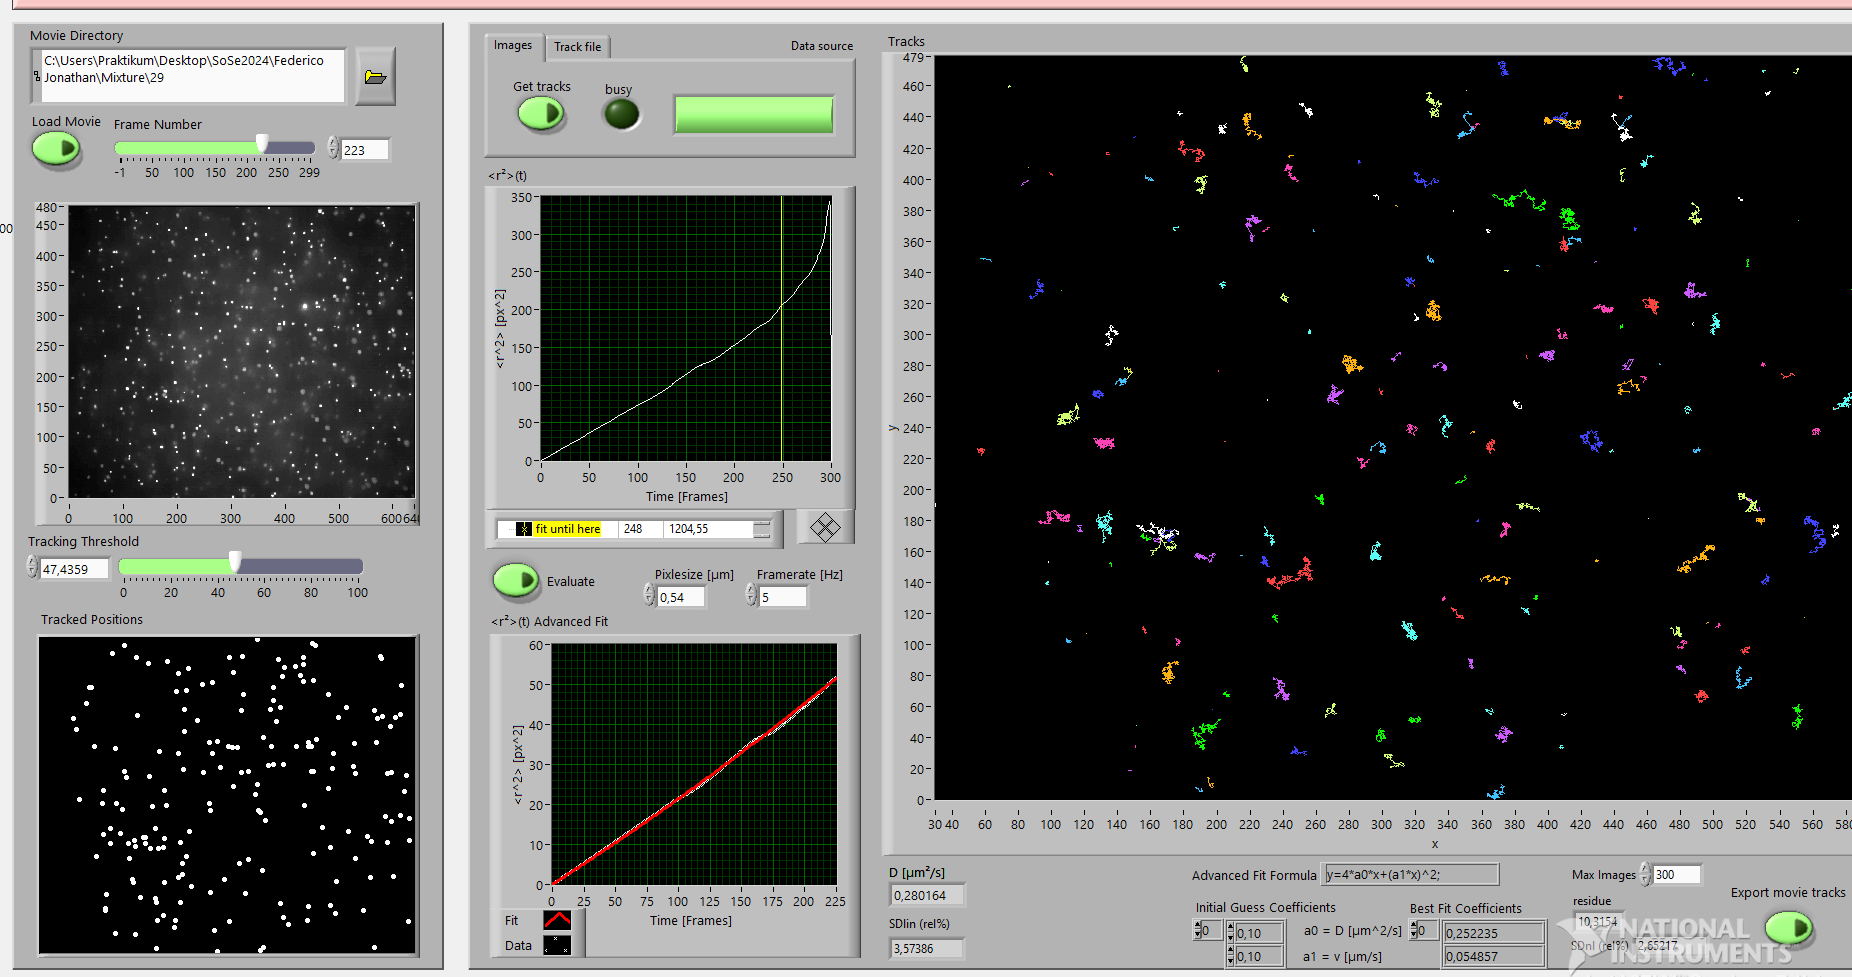 Movie Directory
C:\Users\Praktikum\Desktop\SoSe2024\Federico
Jonathan\Mixture\29
Load Movie
Frame Number
223
-1 50 100 150 200 250 299
480
450
400
350
300
250
200
150
100
50
0
0 100 200 300 400 500 600 64
Tracking Threshold
47,4359
0 20 40 60 80 100
Tracked Positions
00
Images
Track file
Data source
Get tracks
busy
<r²>(t)
350
300
250
200
150
100
50
0
<r^2> [px^2]
0 50 100 150 200 250 300
Time [Frames]
fit until here 248 1204,55
Evaluate
Pixlesize [µm]
0,54
Framerate [Hz]
5
<r²>(t) Advanced Fit
60
50
40
30
20
10
0
<r^2> [px^2]
0 25 50 75 100 125 150 175 200 225
Time [Frames]
Fit
Data
Tracks
479
460
440
420
400
380
360
340
320
300
280
260
240
220
200
180
160
140
120
100
80
60
40
20
0
y
30 40 60 80 100 120 140 160 180 200 220 240 260 280 300 320 340 360 380 400 420 440 460 480 500 520 540 560 58
x
D [µm²/s]
0,280164
SDlin (rel%)
3,57386
Advanced Fit Formula
y=4*a0*x+(a1*x)^2;
Initial Guess Coefficients
0
0,10
0,10
a0 = D [µm^2/s]
a1 = v [µm/s]
Best Fit Coefficients
0
0,252235
0,054857
Max Images
300
residue
10,3154
SDnl (rel%)
2,65217
Export movie tracks
NATIONAL
INSTRUMENTS